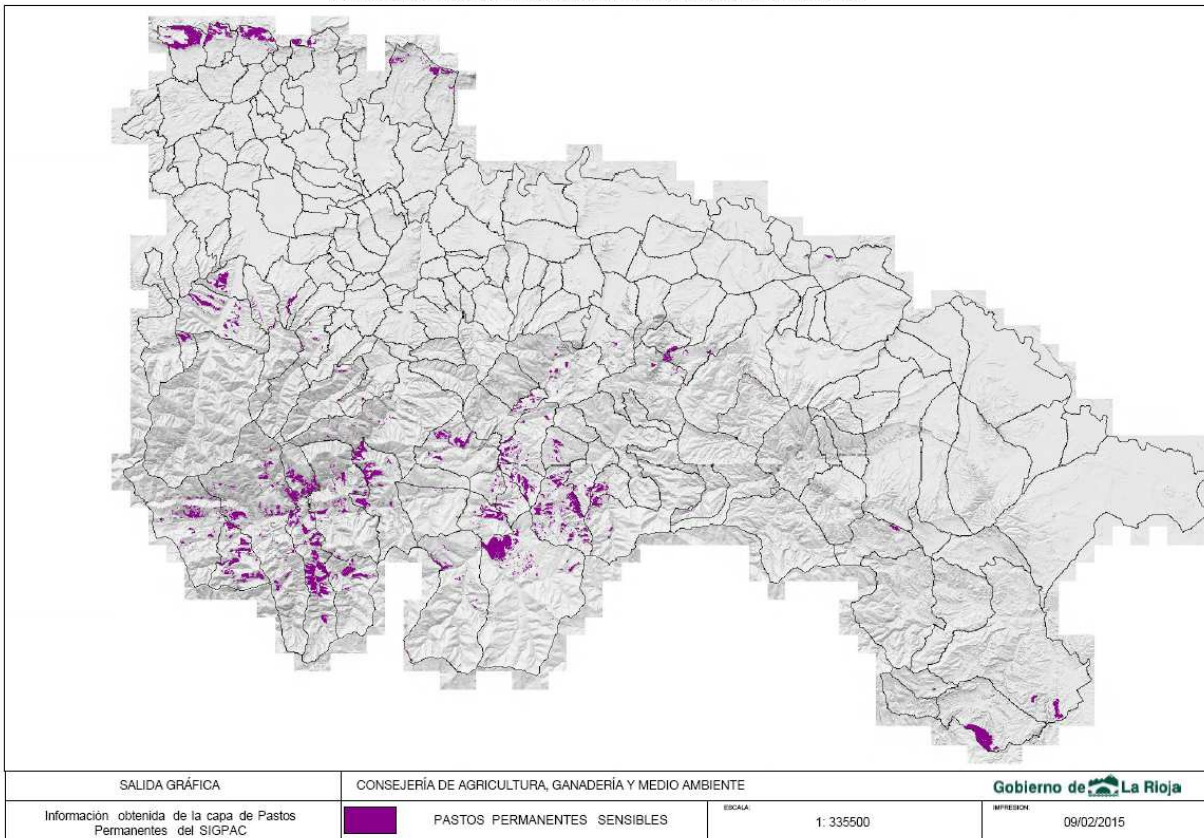 SALIDA GRÁFICA
CONSEJERÍA DE AGRICULTURA, GANADERÍA Y MEDIO AMBIENTE
Gobierno de La Rioja
Información obtenida de la capa de Pastos
Permanentes del SIGPAC
PASTOS PERMANENTES SENSIBLES
ESCALA:
1: 335500
IMPRESION:
09/02/2015